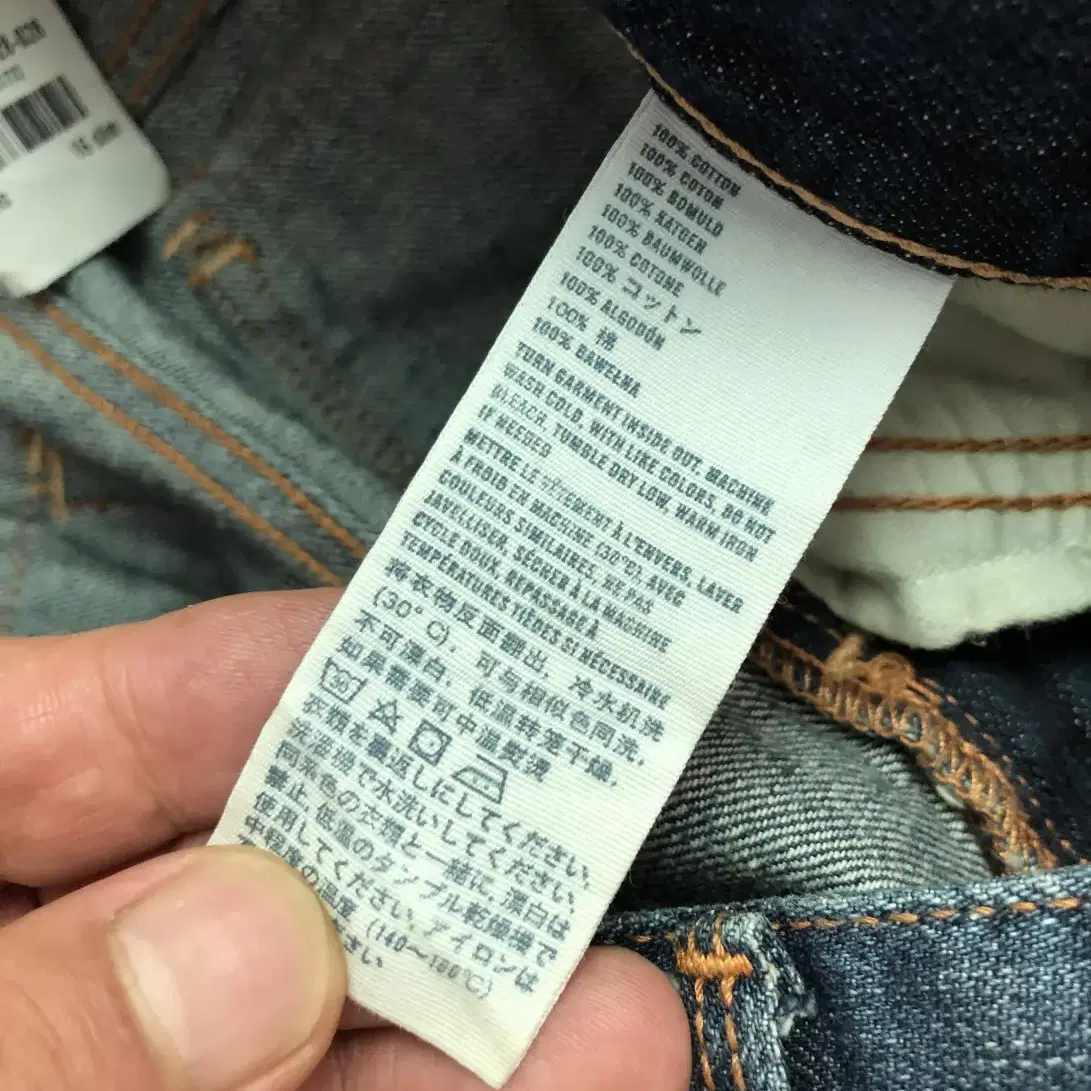 100% COTTON
100% COTON
100% BOMULD
100% KATOEN
100% BAUMWOLLE
100% COTONE
100% コットン
100% ALGODÓN
100% 棉
100% BAWEŁNA
TURN GARMENT INSIDE OUT, MACHINE
WASH COLD, WITH LIKE COLORS, DO NOT
BLEACH, TUMBLE DRY LOW, WARM IRON
IF NEEDED
METTRE LE VÊTEMENT À L'ENVERS, LAVER
À FROID EN MACHINE (30°C), AVEC
COULEURS SIMILAIRES, NE PAS
JAVELLISER, SÉCHER À LA MACHINE
CYCLE DOUX, REPASSAGE À
TEMPÉRATURES TIÈDES SI NÉCESSAIRE
将衣物反面翻出, 冷水机洗
(30° C), 可与相似色同洗,
不可漂白, 低温转笼干燥,
如果需要可中温熨烫
30
衣類を裏返しにしてください,
洗濯機で水洗いしてください,
同系色の衣類と一緒に, 漂白は
禁止, 低温のタンブル乾燥機で
使用してください, アイロンは
中程度の温度 (140～160°C)
さい